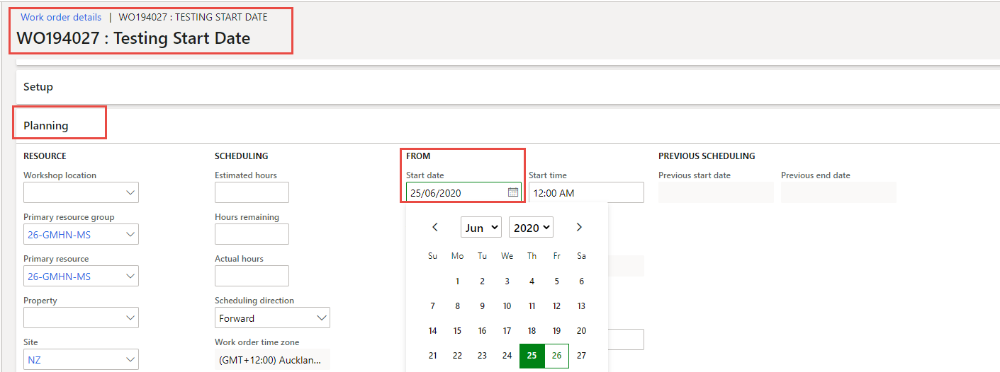 Work order details | WO194027 : TESTING START DATE
WO194027 : Testing Start Date
Setup
Planning
RESOURCE SCHEDULING FROM PREVIOUS SCHEDULING
Workshop location Estimated hours Start date Start time Previous start date Previous end date
25/06/2020 12:00 AM
Primary resource group Hours remaining
26-GMHN-MS
Jun 2020
Primary resource Actual hours
Su Mo Tu We Th Fr Sa
26-GMHN-MS
1 2 3 4 5 6
Property Scheduling direction
7 8 9 10 11 12 13
Forward
14 15 16 17 18 19 20
Site Work order time zone
21 22 23 24 25 26 27
NZ (GMT+12:00) Aucklan...